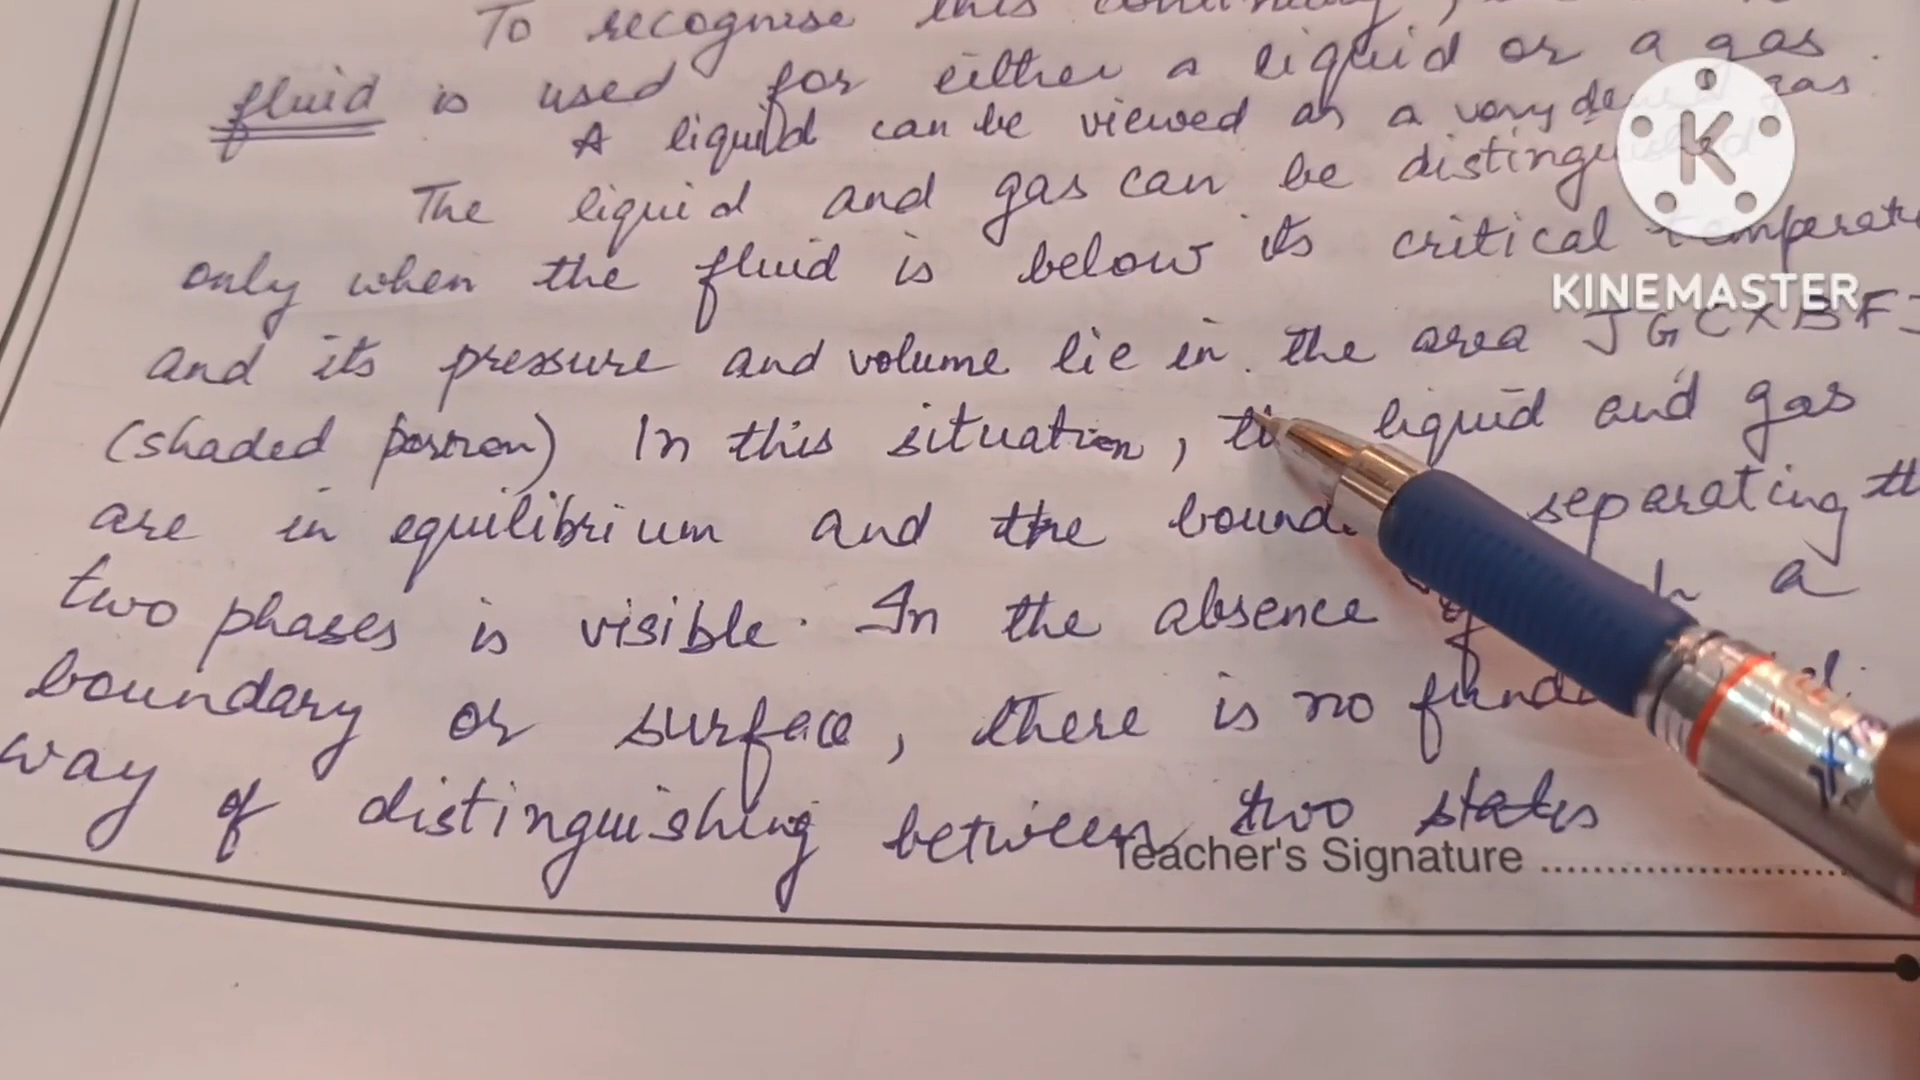 To recognise this
fluid is used for either a liquid or a gas
A liquid can be viewed as a very gas
The liquid and gas can be
only when the fluid is below its critical
and its pressure and volume lie in the area JGCXBF
(shaded portion) In this situation, liquid and gas
are in equilibrium and the separating
two phases is visible. In the absence a
boundary or surface, there is no
way of distinguishing between two states
Teacher's Signature
K
KINEMASTER